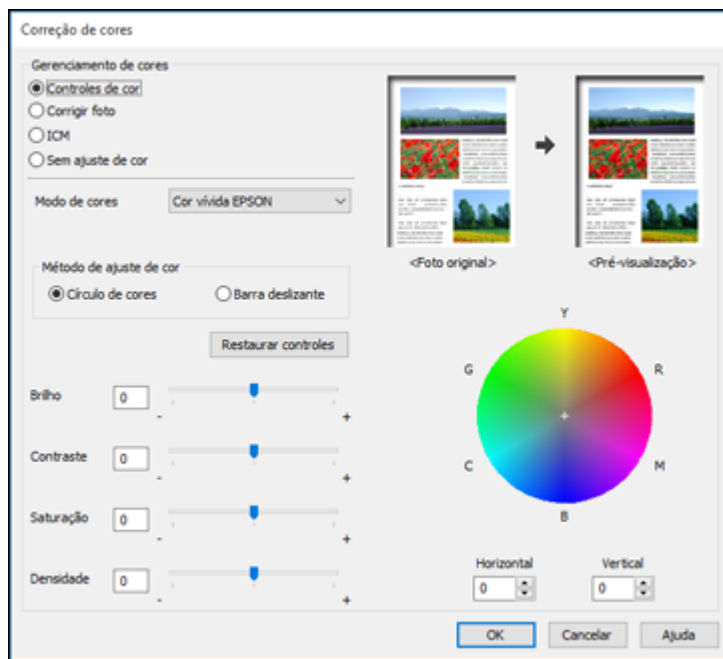 Correção de cores
Gerenciamento de cores
Controles de cor
Corrigir foto
ICM
Sem ajuste de cor
Modo de cores
Cor vívida EPSON
<Foto original>
<Pré-visualização>
Método de ajuste de cor
Círculo de cores
Barra deslizante
Restaurar controles
Brilho
0
- +
Contraste
0
- +
Saturação
0
- +
Densidade
0
- +
Y
G R
C M
B
Horizontal
0
Vertical
0
OK
Cancelar
Ajuda